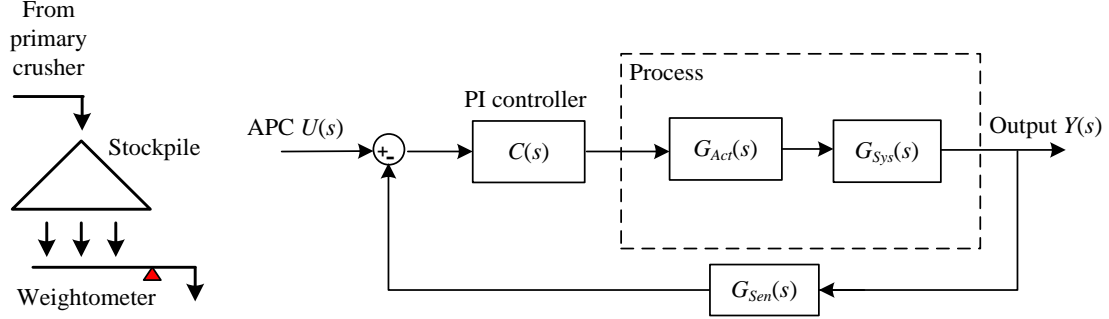 From
primary
crusher
Stockpile
Weightometer
APC U(s)
+
-
PI controller
C(s)
Process
G_Act(s)
G_Sys(s)
Output Y(s)
G_Sen(s)